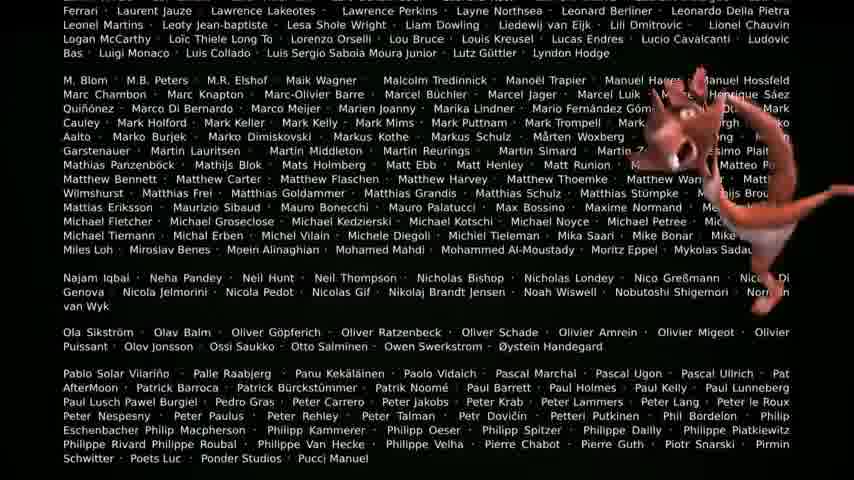 Ferrari · Laurent Jauze · Lawrence Lakeotes · Lawrence Perkins · Layne Northsea · Leonard Berliner · Leonardo Della Pietra
Leonel Martins · Leoty Jean-baptiste · Lesa Shole Wright · Liam Dowling · Liedewij van Eijk · Lili Dmitrovic · Lionel Chauvin
Logan McCarthy · Loïc Thiele Long To · Lorenzo Orselli · Lou Bruce · Louis Kreusel · Lucas Endres · Lucio Cavalcanti · Ludovic
Bas · Luigi Monaco · Luis Collado · Luis Sergio Saboia Moura Junior · Lutz Güttler · Lyndon Hodge
M. Blom · M.B. Peters · M.R. Elshof · Maik Wagner · Malcolm Tredinnick · Manoël Trapier · Manuel Hossfeld
Marc Chambon · Marc Knapton · Marc-Olivier Barre · Marcel Büchler · Marcel Jager · Marcel Luik · Henrique Sáez
Quiñónez · Marco Di Bernardo · Marco Meijer · Marien Joanny · Marika Lindner · Mario Fernández · Mark
Cauley · Mark Holford · Mark Keller · Mark Kelly · Mark Mims · Mark Puttnam · Mark Trompell ·
Aalto · Marko Burjek · Marko Dimiskovski · Markus Kothe · Markus Schulz · Mårten Woxberg ·
Garstenauer · Martin Lauritsen · Martin Middleton · Martin Reurings · Martin Simard · Martin
Mathias Panzenböck · Mathijs Blok · Mats Holmberg · Matt Ebb · Matt Henley · Matt Runion · Matteo
Matthew Bennett · Matthew Carter · Matthew Flaschen · Matthew Harvey · Matthew Thoemke · Matthew
Wilmhurst · Matthias Frei · Matthias Goldammer · Matthias Grandis · Matthias Schulz · Matthias Stümpke ·
Mattias Eriksson · Maurizio Sibaud · Mauro Bonecchi · Mauro Palatucci · Max Bossino · Maxime Normand ·
Michael Fletcher · Michael Groseclose · Michael Kedzierski · Michael Kotschi · Michael Noyce · Michael Petree ·
Michael Tiemann · Michal Erben · Michel Vilain · Michele Diegoli · Michiel Tieleman · Mika Saari · Mike Bonar · Mike
Miles Loh · Miroslav Benes · Moein Alinaghian · Mohamed Mahdi · Mohammed Al-Moustady · Moritz Eppel · Mykolas
Najam Iqbal · Neha Pandey · Neil Hunt · Neil Thompson · Nicholas Bishop · Nicholas Londey · Nico Greßmann · Di
Genova · Nicola Jelmorini · Nicola Pedot · Nicolas Gif · Nikolaj Brandt Jensen · Noah Wiswell · Nobutoshi Shigemori ·
van Wyk
Ola Sikström · Olav Balm · Oliver Göpferich · Oliver Ratzenbeck · Oliver Schade · Olivier Amrein · Olivier Migeot · Olivier
Puissant · Olov Jonsson · Ossi Saukko · Otto Salminen · Owen Swerkstrom · Øystein Handegard
Pablo Solar Vilariño · Palle Raabjerg · Panu Kekäläinen · Paolo Vidaich · Pascal Marchal · Pascal Ugon · Pascal Ullrich · Pat
AfterMoon · Patrick Barroca · Patrick Bürckstümmer · Patrik Noomé · Paul Barrett · Paul Holmes · Paul Kelly · Paul Lunneberg
Paul Lusch Pawel Burgiel · Pedro Gras · Peter Carrero · Peter Jakobs · Peter Krab · Peter Lammers · Peter Lang · Peter le Roux
Peter Nespesny · Peter Paulus · Peter Rehley · Peter Talman · Petr Dovičin · Petteri Putkinen · Phil Bordelon · Philip
Eschenbacher Philip Macpherson · Philipp Kammerer · Philipp Oeser · Philipp Spitzer · Philippe Dailly · Philippe Piatkiewitz
Philippe Rivard Philippe Roubal · Philippe Van Hecke · Philippe Velha · Pierre Chabot · Pierre Guth · Piotr Snarski · Pirmin
Schwitter · Poets Luc · Ponder Studios · Pucci Manuel